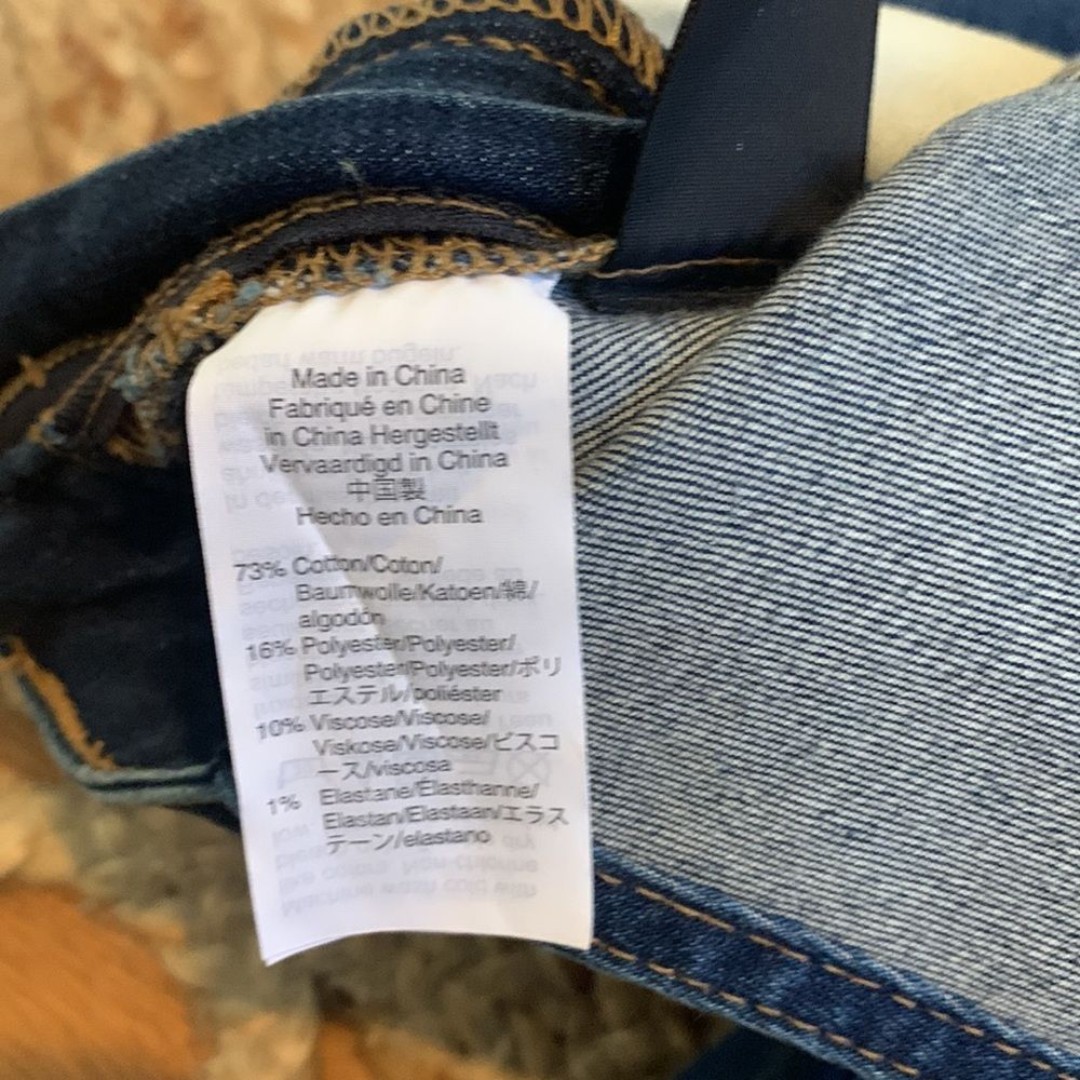 Made in China
Fabriqué en Chine
in China Hergestellt
Vervaardigd in China
中国製
Hecho en China
73% Cotton/Coton/
Baumwolle/Katoen/綿/
algodón
16% Polyester/Polyester/
Polyester/Polyester/ポリ
エステル/poliéster
10% Viscose/Viscose/
Viskose/Viscose/ビスコ
ース/viscosa
1% Elastane/Élasthanne/
Elastan/Elastaan/エラス
テーン/elastano